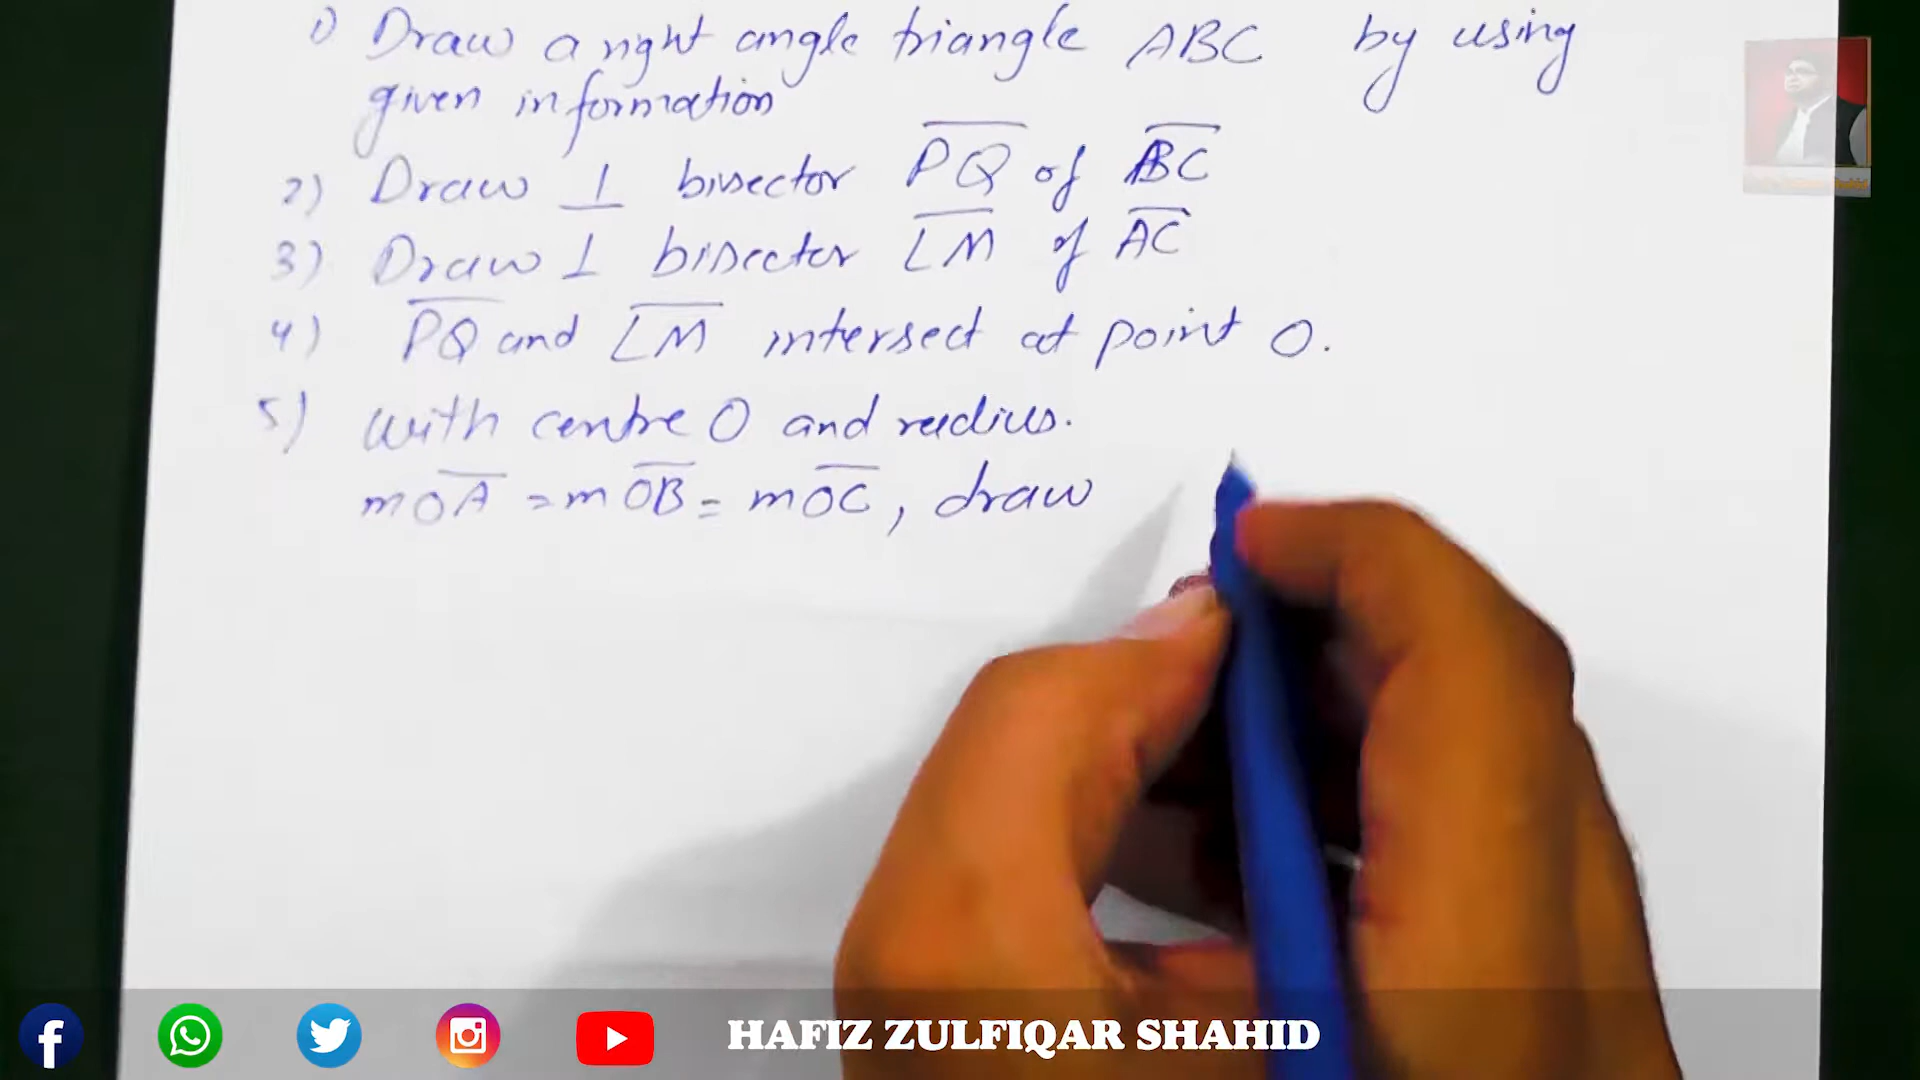 1) Draw a right angle triangle ABC by using
given information
2) Draw ⊥ bisector PQ of BC
3) Draw ⊥ bisector LM of AC
4) PQ and LM intersect at point O.
5) with centre O and radius.
mOA = mOB = mOC, draw
HAFIZ ZULFIQAR SHAHID